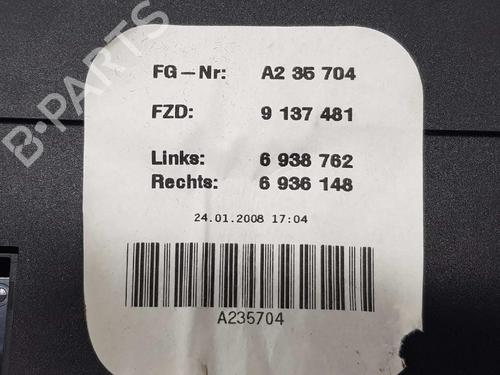 FG-Nr: A2 35 704
FZD: 9 137 481
Links: 6 938 762
Rechts: 6 936 148
24.01.2008 17:04
A235704
B-PARTS